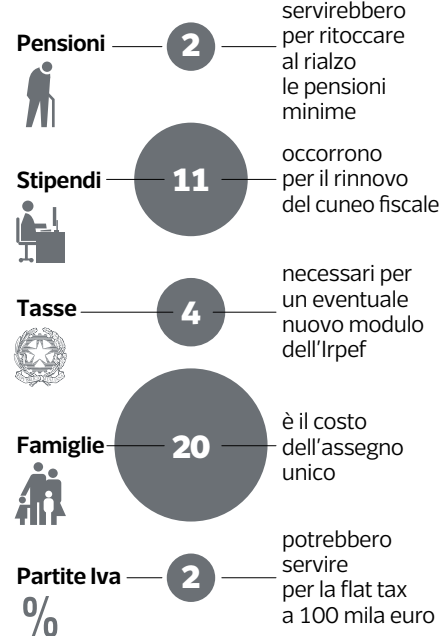 Pensioni
2
servirebbero
per ritoccare
al rialzo
le pensioni
minime
Stipendi
11
occorrono
per il rinnovo
del cuneo fiscale
Tasse
4
necessari per
un eventuale
nuovo modulo
dell'Irpef
Famiglie
20
è il costo
dell'assegno
unico
Partite Iva
%
2
potrebbero
servire
per la flat tax
a 100 mila euro